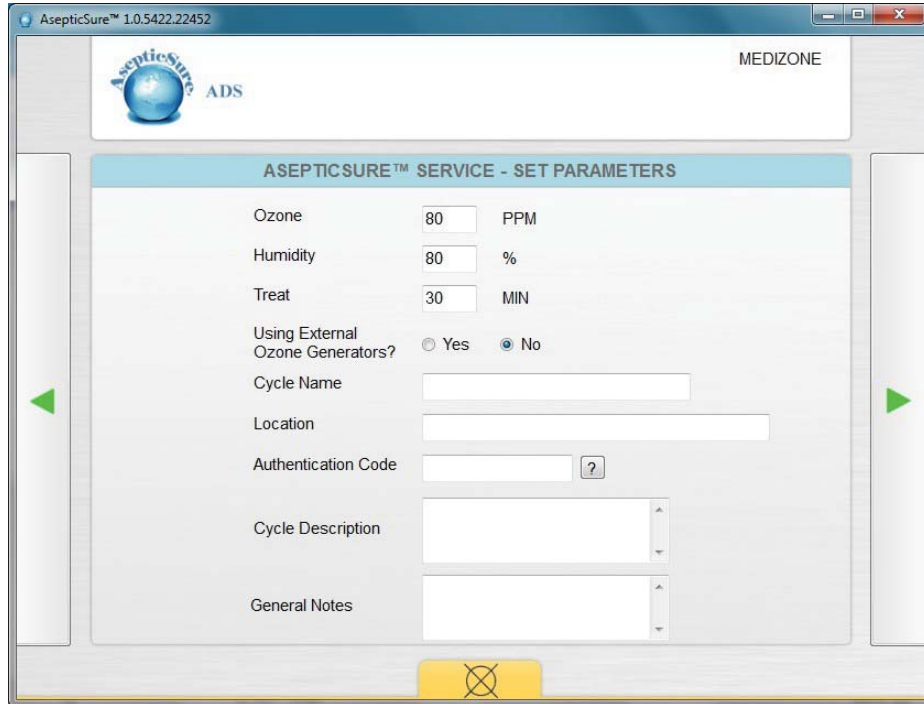 AsepticSure™ 1.0.5422.22452
AsepticSure
ADS
MEDIZONE
ASEPTICSURE™ SERVICE - SET PARAMETERS
Ozone 80 PPM
Humidity 80 %
Treat 30 MIN
Using External
Ozone Generators? Yes No
Cycle Name
Location
Authentication Code ?
Cycle Description
General Notes